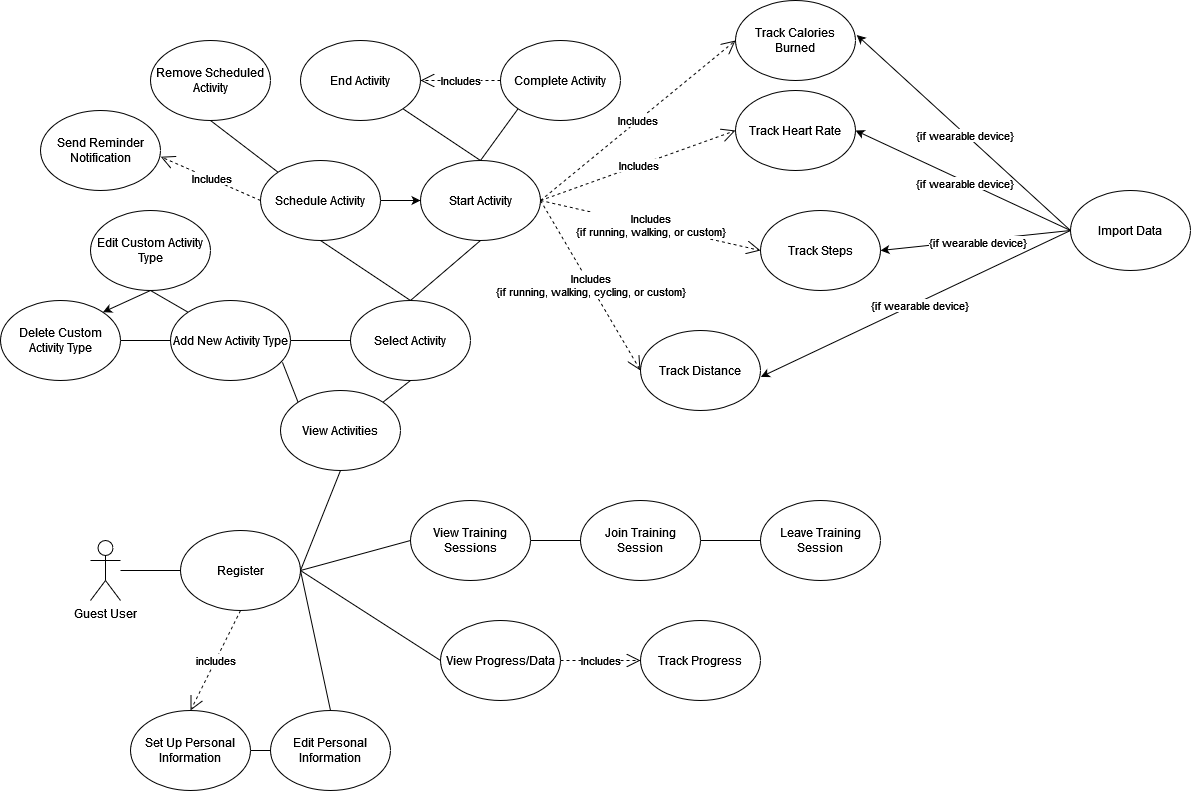 Track Calories
Burned
Remove Scheduled
Activity
End Activity
Includes
Complete Activity
Includes
Track Heart Rate
{if wearable device}
Send Reminder
Notification
Includes
Includes
{if wearable device}
Schedule Activity
Start Activity
Includes
{if running, walking, or custom}
Track Steps
{if wearable device}
Import Data
Edit Custom Activity
Type
Includes
{if running, walking, cycling, or custom}
{if wearable device}
Delete Custom
Activity Type
Add New Activity Type
Select Activity
Track Distance
View Activities
View Training
Sessions
Join Training
Session
Leave Training
Session
Register
Guest User
includes
View Progress/Data
Includes
Track Progress
Set Up Personal
Information
Edit Personal
Information